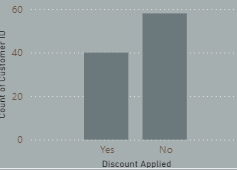 60
40
20
0
Count of Customer ID
Yes No
Discount Applied